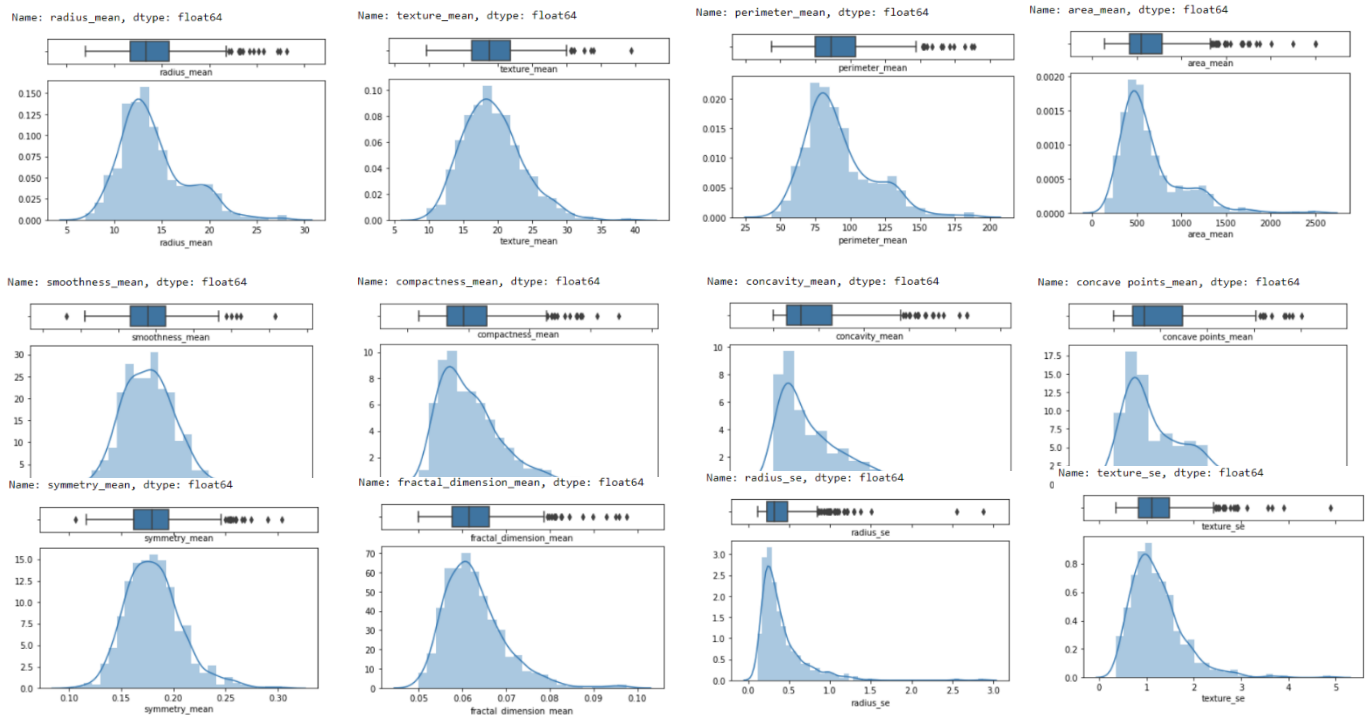 Name: radius_mean, dtype: float64
radius_mean
0.150
0.125
0.100
0.075
0.050
0.025
0.000
5 10 15 20 25 30
radius_mean
Name: texture_mean, dtype: float64
texture_mean
0.10
0.08
0.06
0.04
0.02
0.00
5 10 15 20 25 30 35 40
texture_mean
Name: perimeter_mean, dtype: float64
perimeter_mean
0.020
0.015
0.010
0.005
0.000
25 50 75 100 125 150 175 200
perimeter_mean
Name: area_mean, dtype: float64
area_mean
0.0020
0.0015
0.0010
0.0005
0.0000
0 500 1000 1500 2000 2500
area_mean
Name: smoothness_mean, dtype: float64
smoothness_mean
30
25
20
15
10
5
Name: compactness_mean, dtype: float64
compactness_mean
10
8
6
4
2
Name: concavity_mean, dtype: float64
concavity_mean
10
8
6
4
2
Name: concave points_mean, dtype: float64
concave points_mean
17.5
15.0
12.5
10.0
7.5
5.0
2.5
0
Name: symmetry_mean, dtype: float64
symmetry_mean
15.0
12.5
10.0
7.5
5.0
2.5
0.0
0.10 0.15 0.20 0.25 0.30
symmetry_mean
Name: fractal_dimension_mean, dtype: float64
fractal_dimension_mean
70
60
50
40
30
20
10
0
0.05 0.06 0.07 0.08 0.09 0.10
fractal_dimension_mean
Name: radius_se, dtype: float64
radius_se
3.0
2.5
2.0
1.5
1.0
0.5
0.0
0.0 0.5 1.0 1.5 2.0 2.5 3.0
radius_se
Name: texture_se, dtype: float64
texture_se
0.8
0.6
0.4
0.2
0.0
0 1 2 3 4 5
texture_se